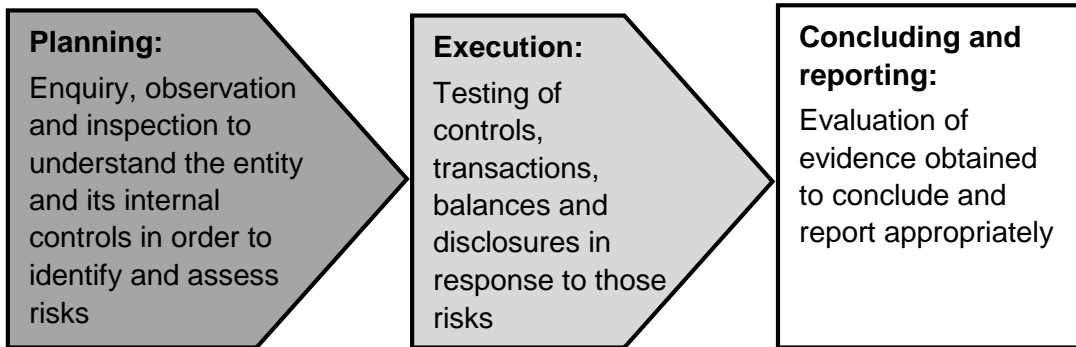 Planning:
Enquiry, observation
and inspection to
understand the entity
and its internal
controls in order to
identify and assess
risks
Execution:
Testing of
controls,
transactions,
balances and
disclosures in
response to those
risks
Concluding and
reporting:
Evaluation of
evidence obtained
to conclude and
report appropriately